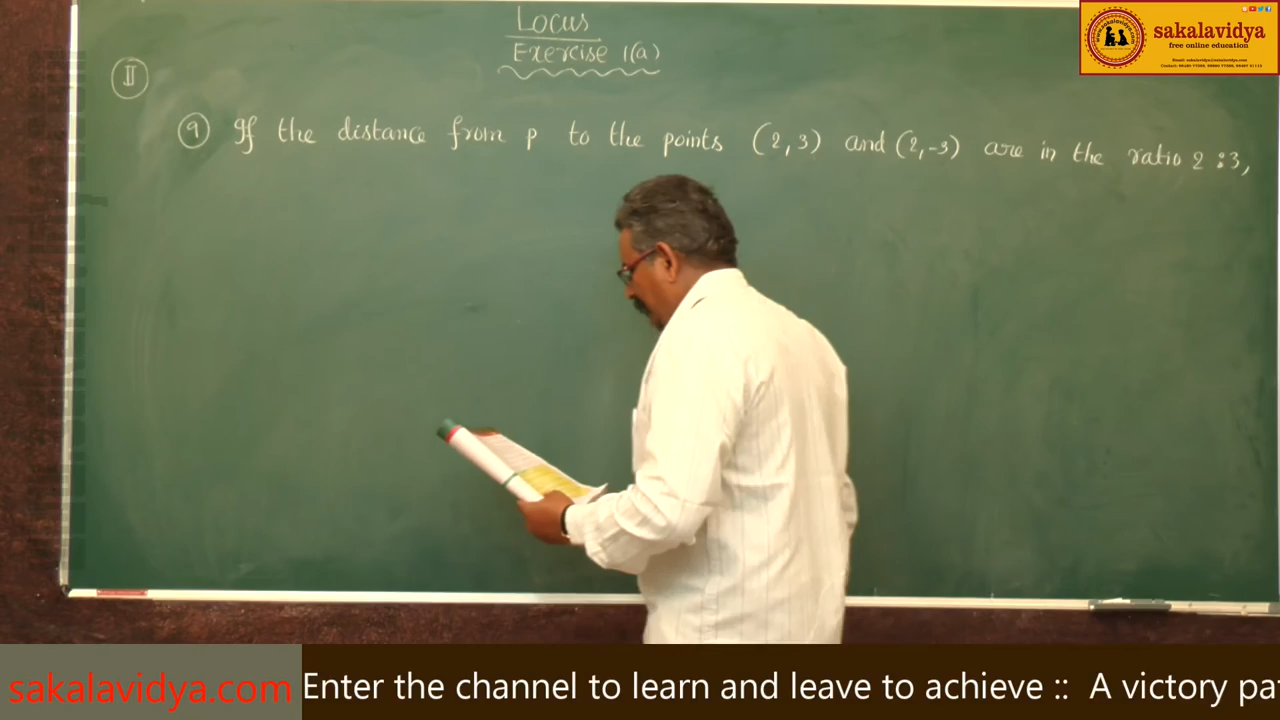 Locus
Exercise 1(a)
II
9 If the distance from P to the points (2,3) and (2,-3) are in the ratio 2:3,
sakalavidya
free online education
sakalavidya.com Enter the channel to learn and leave to achieve :: A victory pa